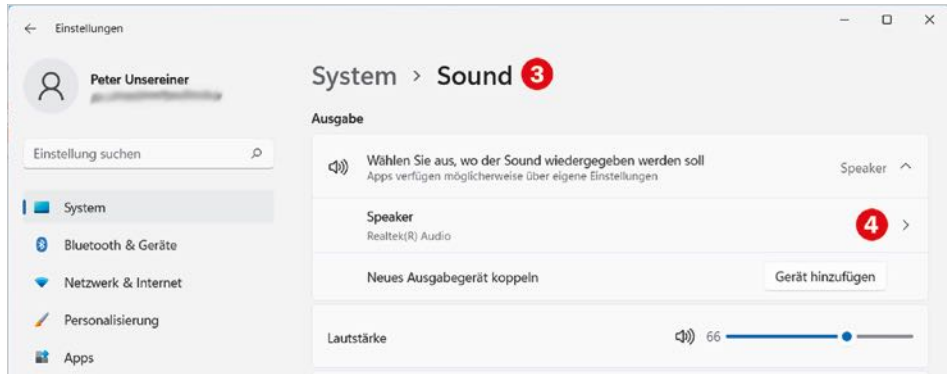 Einstellungen
Peter Unsereiner
Einstellung suchen
System
Bluetooth & Geräte
Netzwerk & Internet
Personalisierung
Apps
System > Sound 3
Ausgabe
Wählen Sie aus, wo der Sound wiedergegeben werden soll
Apps verfügen möglicherweise über eigene Einstellungen
Speaker
Speaker
Realtek(R) Audio
4
Neues Ausgabegerät koppeln
Gerät hinzufügen
Lautstärke
66